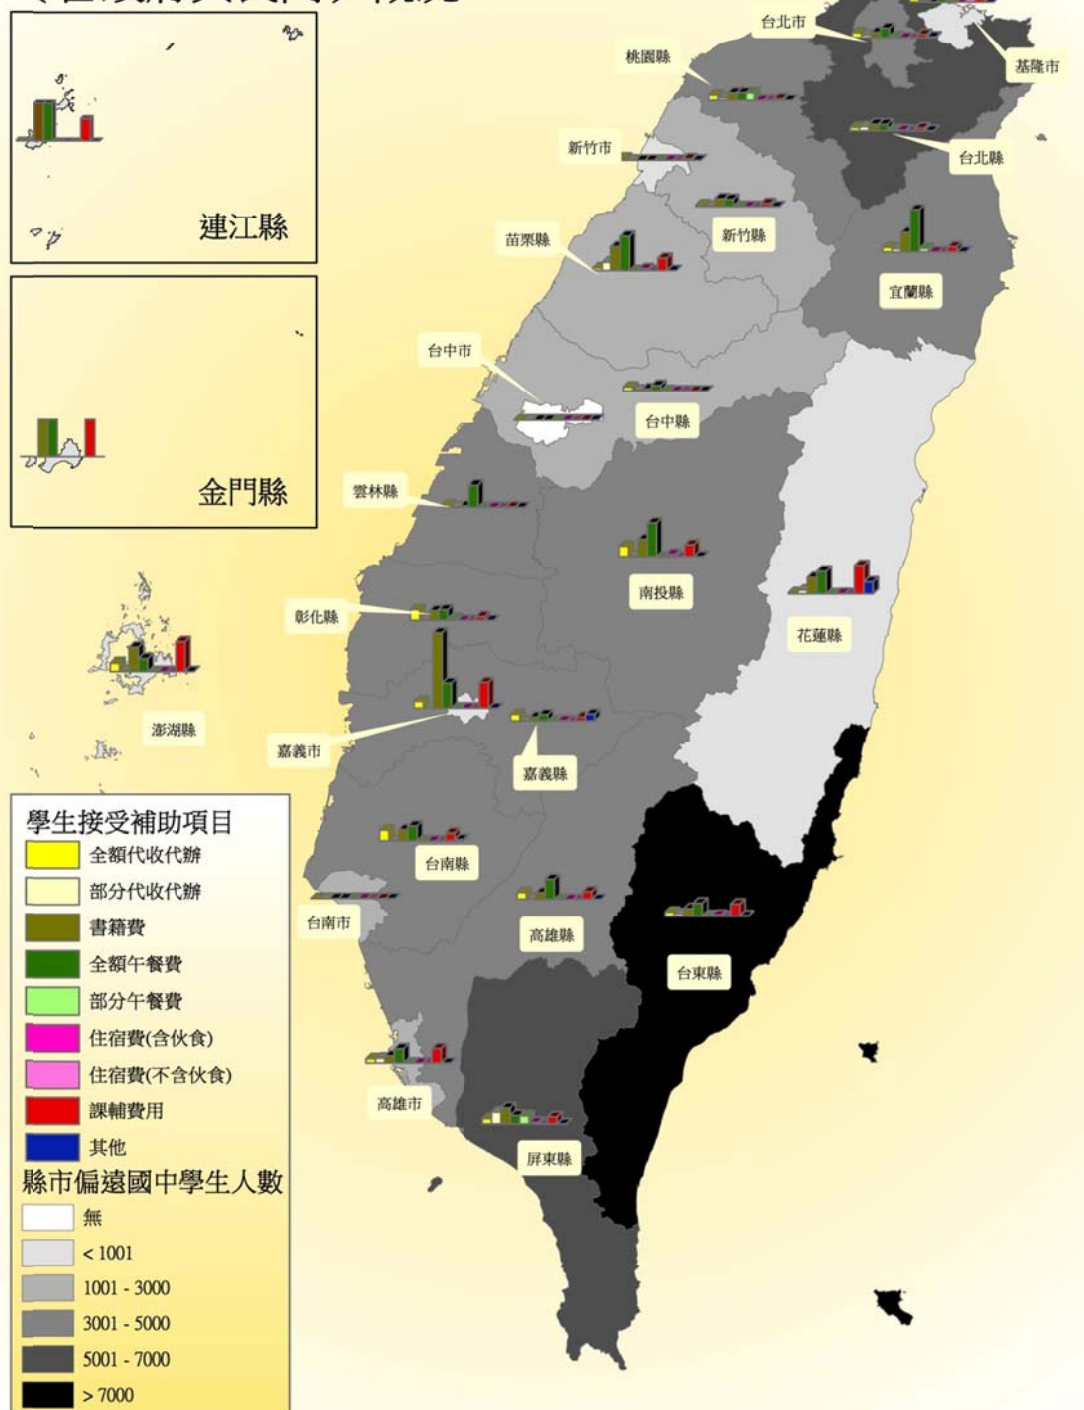 台北市
桃園縣
基隆市
新竹市
台北縣
連江縣
新竹縣
苗栗縣
宜蘭縣
台中市
台中縣
金門縣
雲林縣
南投縣
彰化縣
花蓮縣
澎湖縣
嘉義市
嘉義縣
學生接受補助項目
全額代收代辦
部分代收代辦
書籍費
全額午餐費
部分午餐費
住宿費(含伙食)
住宿費(不含伙食)
課輔費用
其他
縣市偏遠國中學生人數
無
< 1001
1001 - 3000
3001 - 5000
5001 - 7000
> 7000
台南縣
台南市
高雄縣
台東縣
高雄市
屏東縣